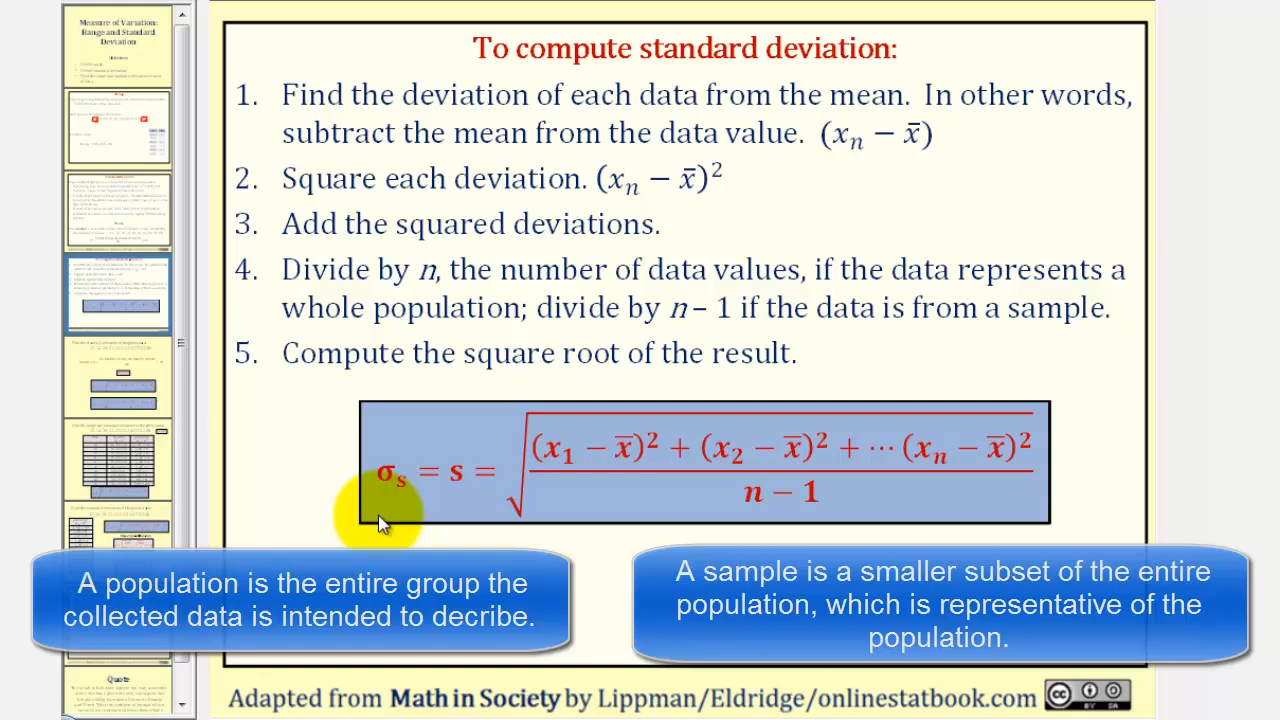 Measure of Variation:
Range and Standard
Deviation
To compute standard deviation:
1. Find the deviation of each data from the mean. In other words,
subtract the mean from the data value. (xₙ − x̄)
2. Square each deviation. (xₙ − x̄)²
3. Add the squared deviations.
4. Divide by n, the number of data values, if the data represents a
whole population; divide by n – 1 if the data is from a sample.
5. Compute the square root of the result.
σₛ = s = √((x₁ − x̄)² + (x₂ − x̄)² + ⋯ (xₙ − x̄)² / (n − 1))
A population is the entire group the
collected data is intended to decribe.
A sample is a smaller subset of the entire
population, which is representative of the
population.
Quote
Adapted from Math in Society by Lippman/Eldridge/onlinestatbook.com
cc BY SA